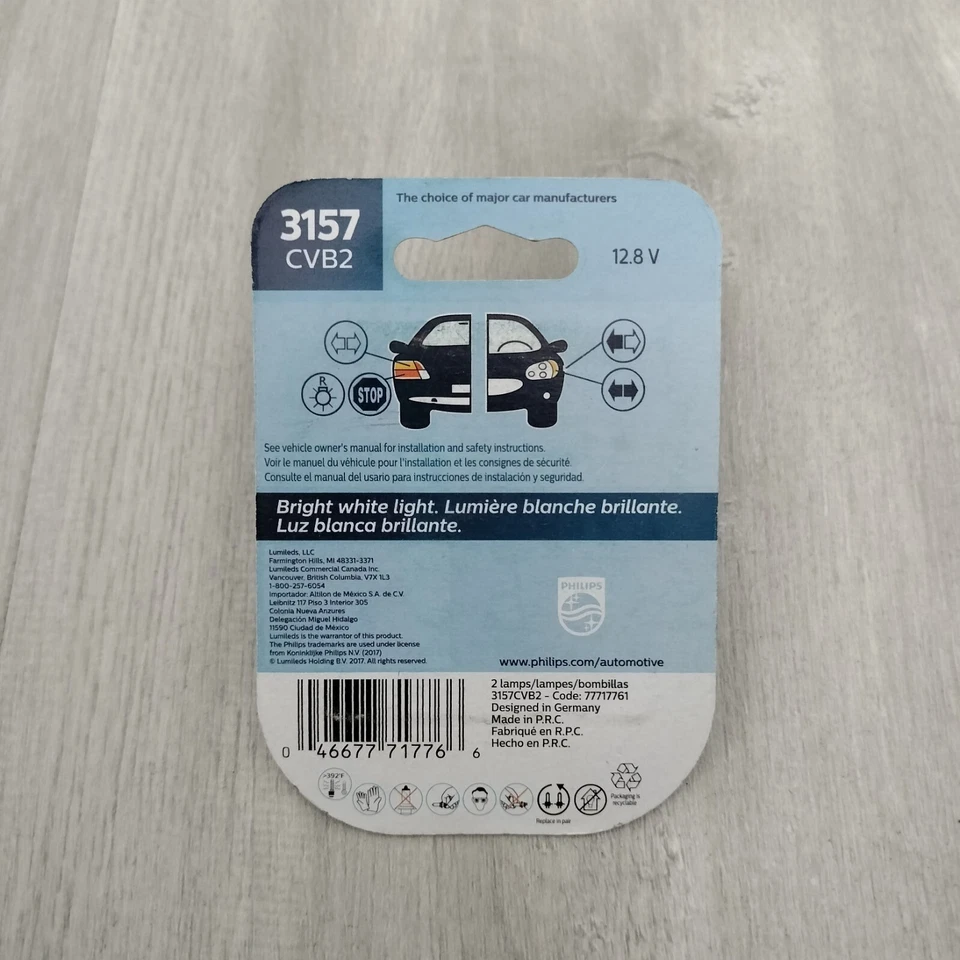 3157
CVB2
The choice of major car manufacturers
12.8 V
R
STOP
See vehicle owner's manual for installation and safety instructions.
Voir le manuel du véhicule pour l'installation et les consignes de sécurité.
Consulte el manual del usario para instrucciones de instalación y seguridad.
Bright white light. Lumière blanche brillante.
Luz blanca brillante.
Lumileds, LLC
Farmington Hills, MI 48331-3371
Lumileds Commercial Canada Inc.
Vancouver, British Columbia, V7X 1L3
1-800-257-6054
Importador: Altilon de México S.A. de C.V.
Leibnitz 117 Piso 3 Interior 305
Colonia Nueva Anzures
Delegación Miguel Hidalgo
11590 Ciudad de México
Lumileds is the warrantor of this product.
The Philips trademarks are used under license
from Koninklijke Philips N.V. (2017)
© Lumileds Holding B.V. 2017. All rights reserved.
PHILIPS
www.philips.com/automotive
2 lamps/lampes/bombillas
3157CVB2 - Code: 77717761
Designed in Germany
Made in P.R.C.
Fabriqué en R.P.C.
Hecho en P.R.C.
0 46677 71776 6
>392°F
Replace in pair
Packaging is
recyclable